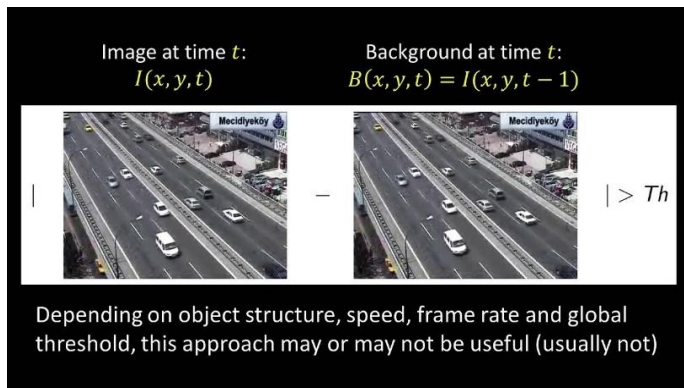 Image at time t:
I(x, y, t)
Background at time t:
B(x, y, t) = I(x, y, t − 1)
Mecidiyeköy
Mecidiyeköy
| − | > Th
Depending on object structure, speed, frame rate and global
threshold, this approach may or may not be useful (usually not)